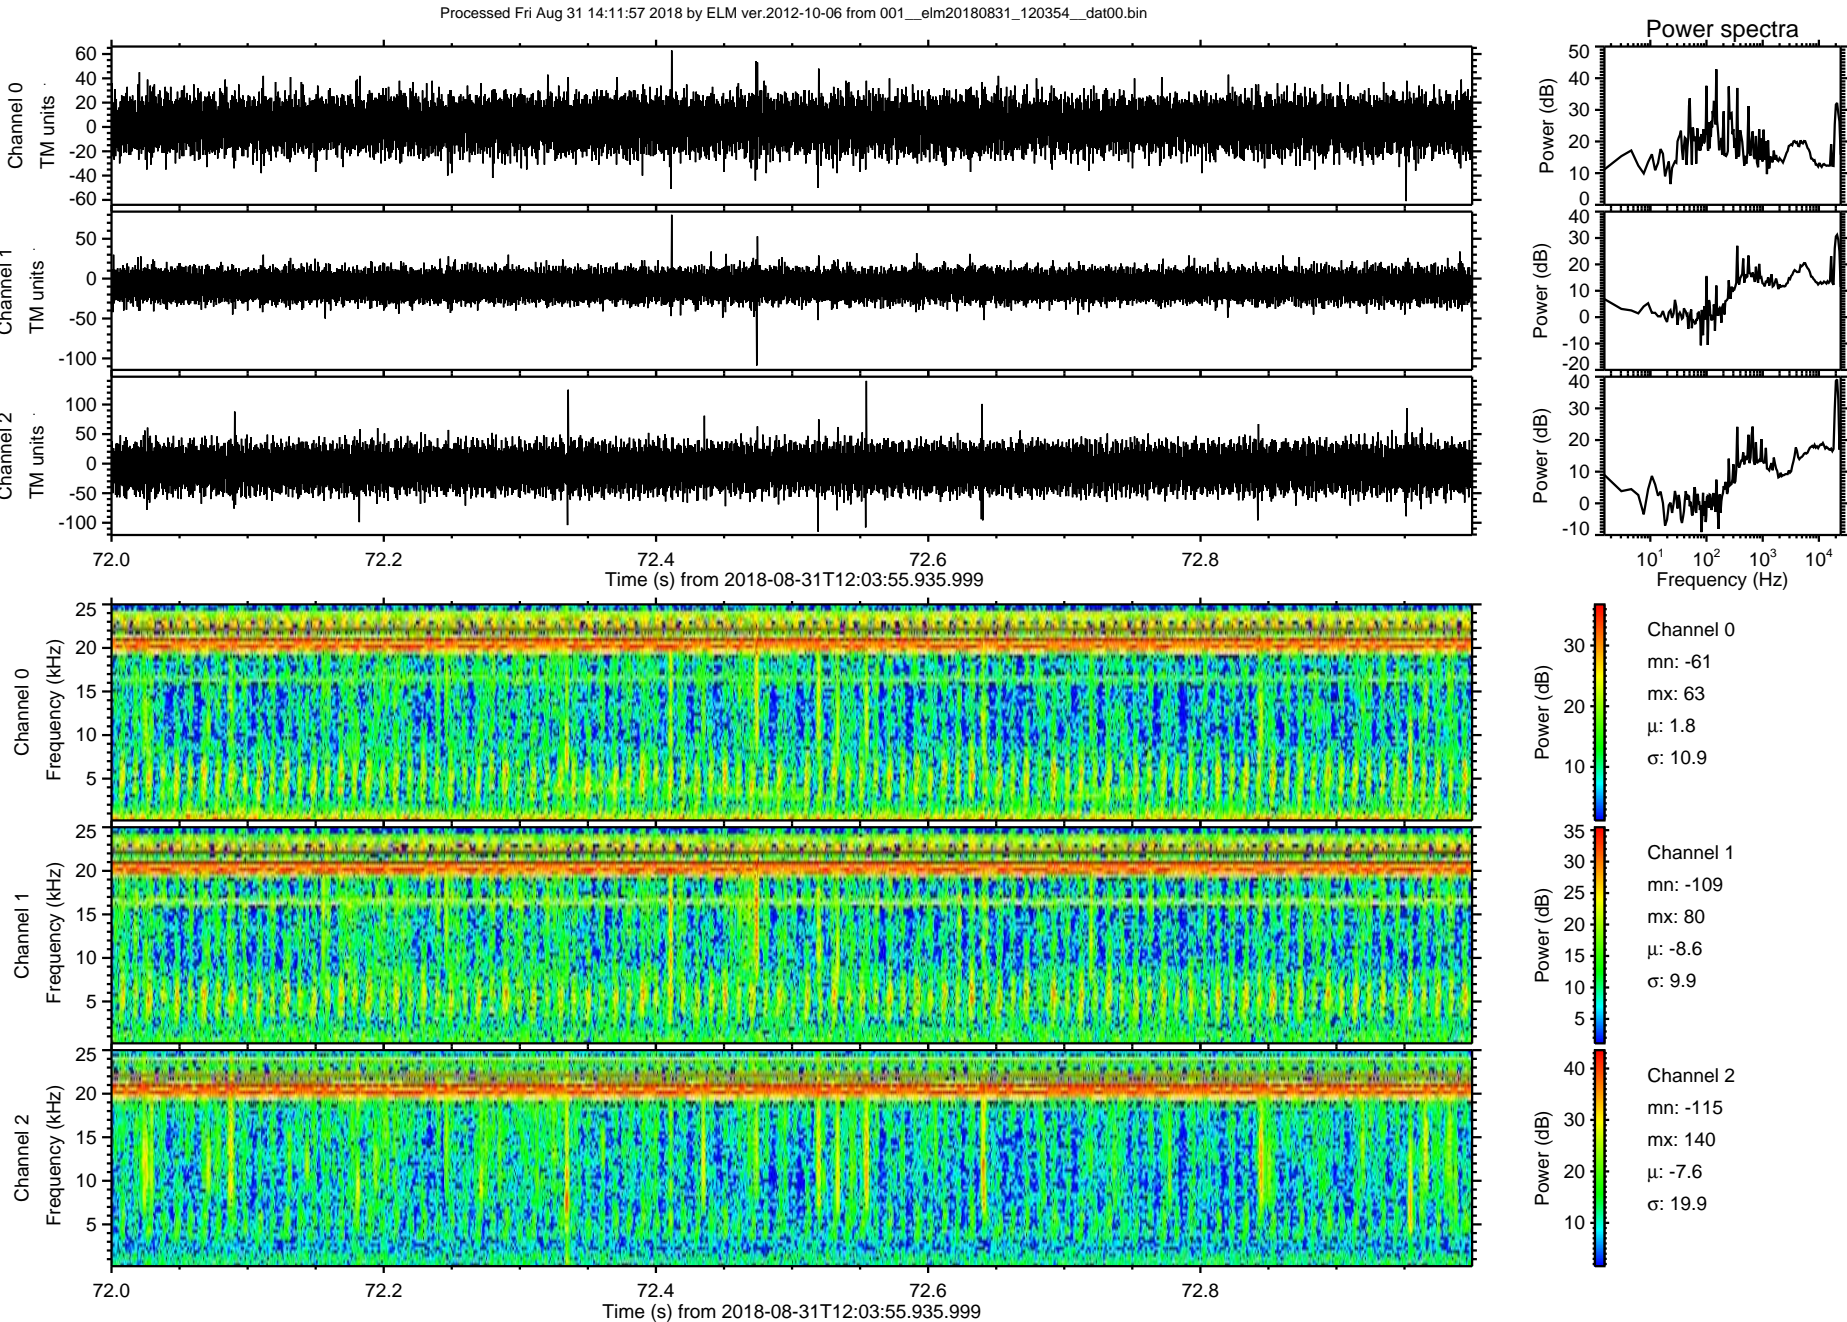 Processed Fri Aug 31 14:11:57 2018 by ELM ver.2012-10-06 from 001__elm20180831_120354__dat00.bin
Power spectra
Channel 0
TM units
60
40
20
0
-20
-40
-60
Power (dB)
50
40
30
20
10
0
Channel 1
TM units
50
0
-50
-100
Power (dB)
40
30
20
10
0
-10
-20
Channel 2
TM units
100
50
0
-50
-100
Power (dB)
40
30
20
10
0
-10
72.0 72.2 72.4 72.6 72.8
Time (s) from 2018-08-31T12:03:55.935.999
10¹ 10² 10³ 10⁴
Frequency (Hz)
Channel 0
Frequency (kHz)
25
20
15
10
5
Power (dB)
30
20
10
Channel 0
mn: -61
mx: 63
µ: 1.8
σ: 10.9
Channel 1
Frequency (kHz)
25
20
15
10
5
Power (dB)
35
30
25
20
15
10
5
Channel 1
mn: -109
mx: 80
µ: -8.6
σ: 9.9
Channel 2
Frequency (kHz)
25
20
15
10
5
Power (dB)
40
30
20
10
Channel 2
mn: -115
mx: 140
µ: -7.6
σ: 19.9
72.0 72.2 72.4 72.6 72.8
Time (s) from 2018-08-31T12:03:55.935.999